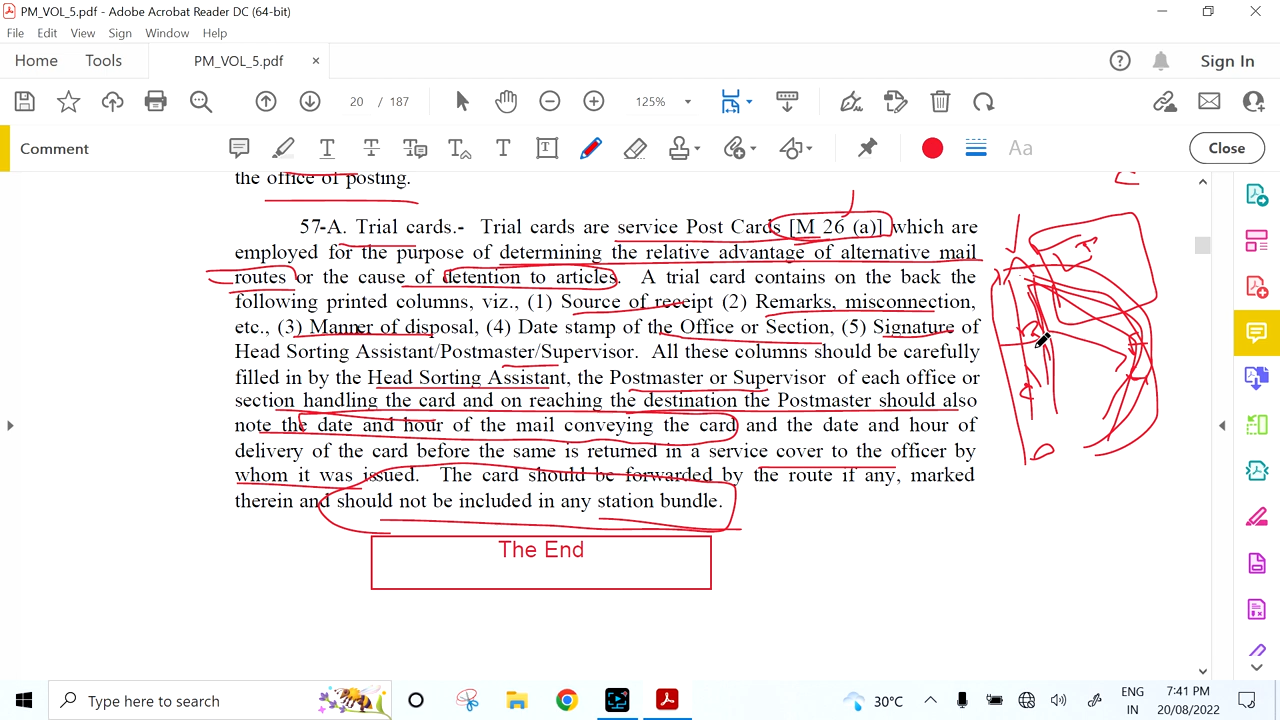 PM_VOL_5.pdf - Adobe Acrobat Reader DC (64-bit)
File Edit View Sign Window Help
Home Tools PM_VOL_5.pdf × Sign In
20 / 187 125%
Comment Aa Close
the office of posting.
57-A. Trial cards.- Trial cards are service Post Cards [M 26 (a)] which are
employed for the purpose of determining the relative advantage of alternative mail
routes or the cause of detention to articles. A trial card contains on the back the
following printed columns, viz., (1) Source of receipt (2) Remarks, misconnection,
etc., (3) Manner of disposal, (4) Date stamp of the Office or Section, (5) Signature of
Head Sorting Assistant/Postmaster/Supervisor. All these columns should be carefully
filled in by the Head Sorting Assistant, the Postmaster or Supervisor of each office or
section handling the card and on reaching the destination the Postmaster should also
note the date and hour of the mail conveying the card and the date and hour of
delivery of the card before the same is returned in a service cover to the officer by
whom it was issued. The card should be forwarded by the route if any, marked
therein and should not be included in any station bundle.
The End
Type here to search
30°C
ENG
IN
7:41 PM
20/08/2022